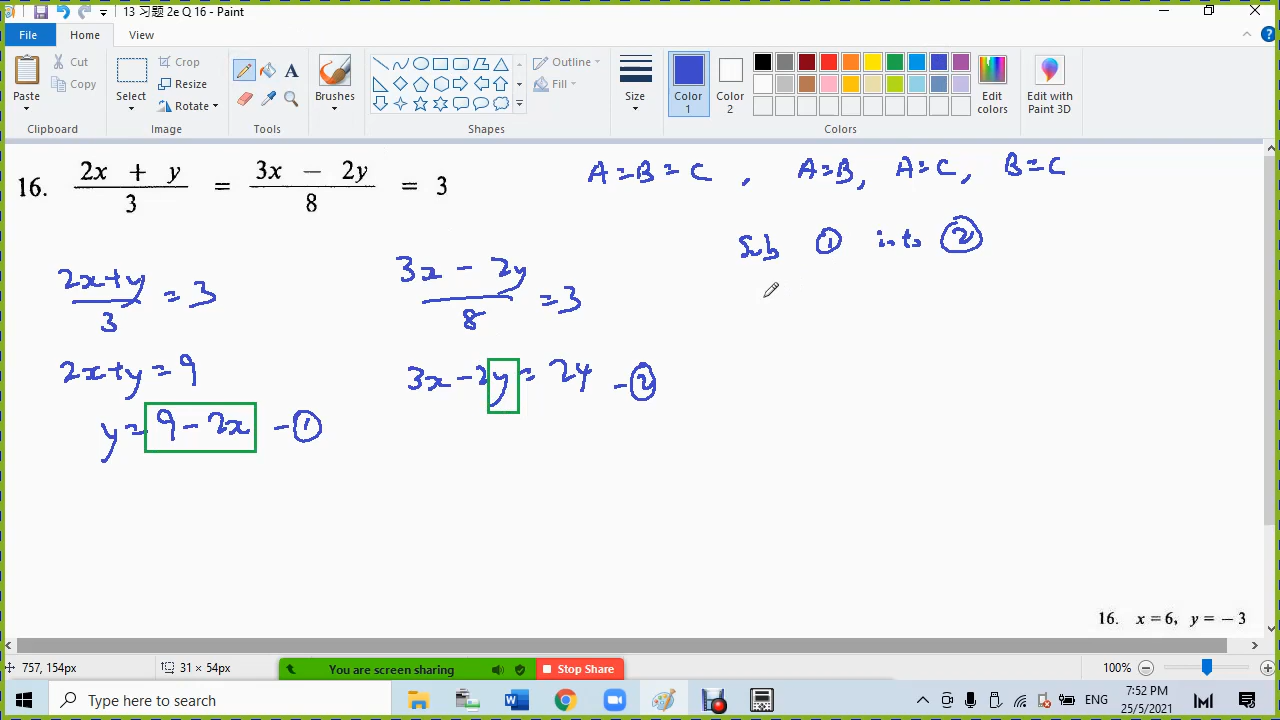 13 习题 2e Q 16 - Paint
File Home View
Paste Cut Copy Clipboard
Select Crop Resize Rotate Image
A Tools
Brushes
Shapes Outline Fill
Size
Color 1 Color 2 Colors Edit colors
Edit with Paint 3D
16. (2x + y)/3 = (3x - 2y)/8 = 3
A=B=C , A=B, A=C, B=C
Sub ① into ②
(2x+y)/3 = 3
(3x - 2y)/8 = 3
2x+y = 9
3x - 2y = 24 - ②
y = 9 - 2x - ①
16. x = 6, y = - 3
757, 154px 31 × 54px You are screen sharing Stop Share 100%
Type here to search ENG 7:52 PM
25/5/2021